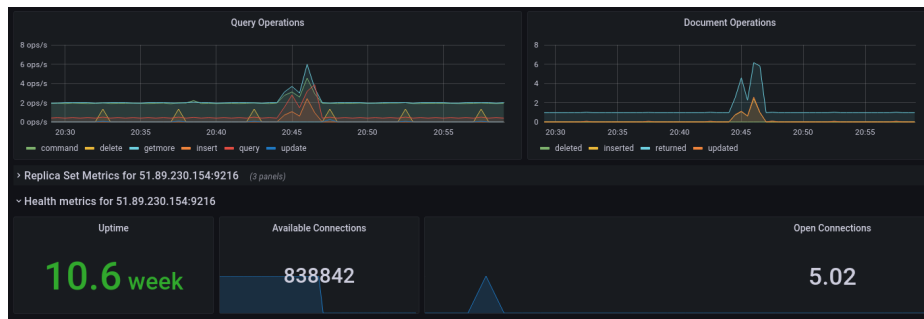 Query Operations
8 ops/s
6 ops/s
4 ops/s
2 ops/s
0 ops/s
20:30 20:35 20:40 20:45 20:50 20:55
command delete getmore insert query update
Document Operations
8
6
4
2
0
20:30 20:35 20:40 20:45 20:50 20:55
deleted inserted returned updated
Replica Set Metrics for 51.89.230.154:9216 (3 panels)
Health metrics for 51.89.230.154:9216
Uptime
10.6 week
Available Connections
838842
Open Connections
5.02